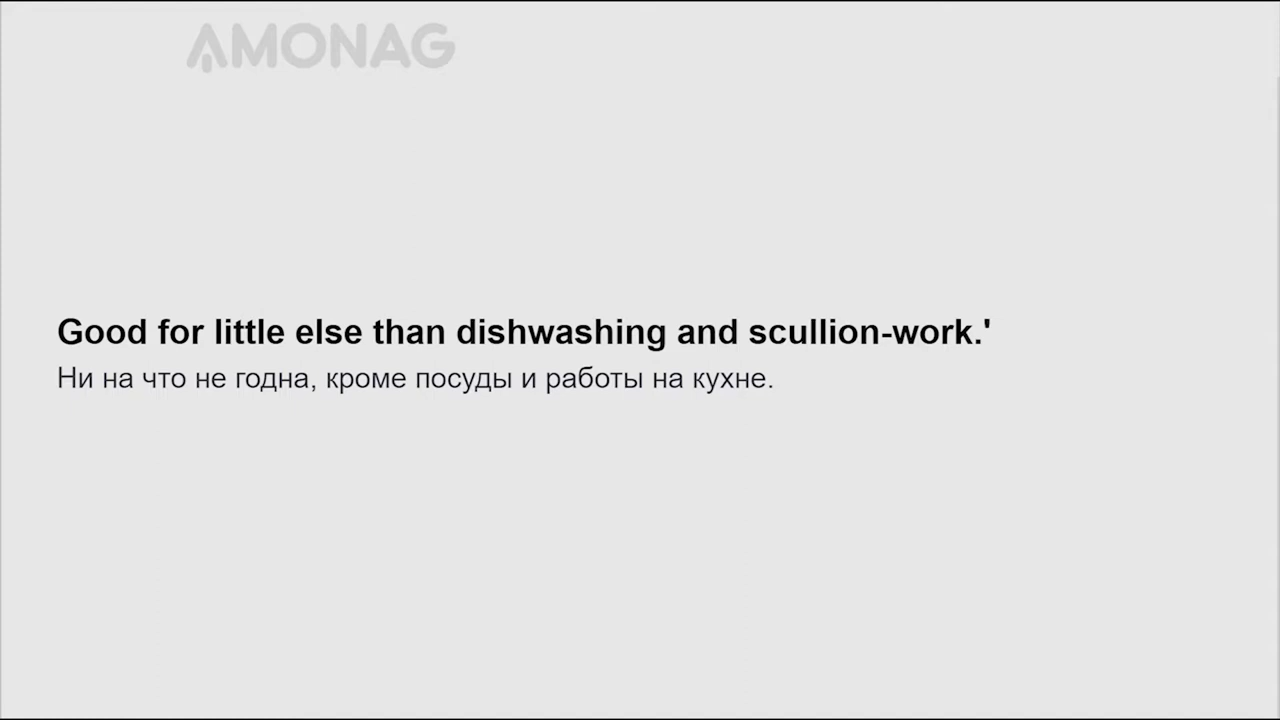 AMONAG
Good for little else than dishwashing and scullion-work.'
Ни на что не годна, кроме посуды и работы на кухне.